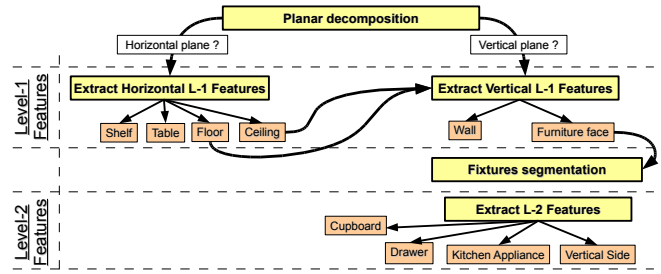 Planar decomposition
Horizontal plane ?
Vertical plane ?
Level-1
Features
Extract Horizontal L-1 Features
Extract Vertical L-1 Features
Shelf
Table
Floor
Ceiling
Wall
Furniture face
Fixtures segmentation
Level-2
Features
Extract L-2 Features
Cupboard
Drawer
Kitchen Appliance
Vertical Side